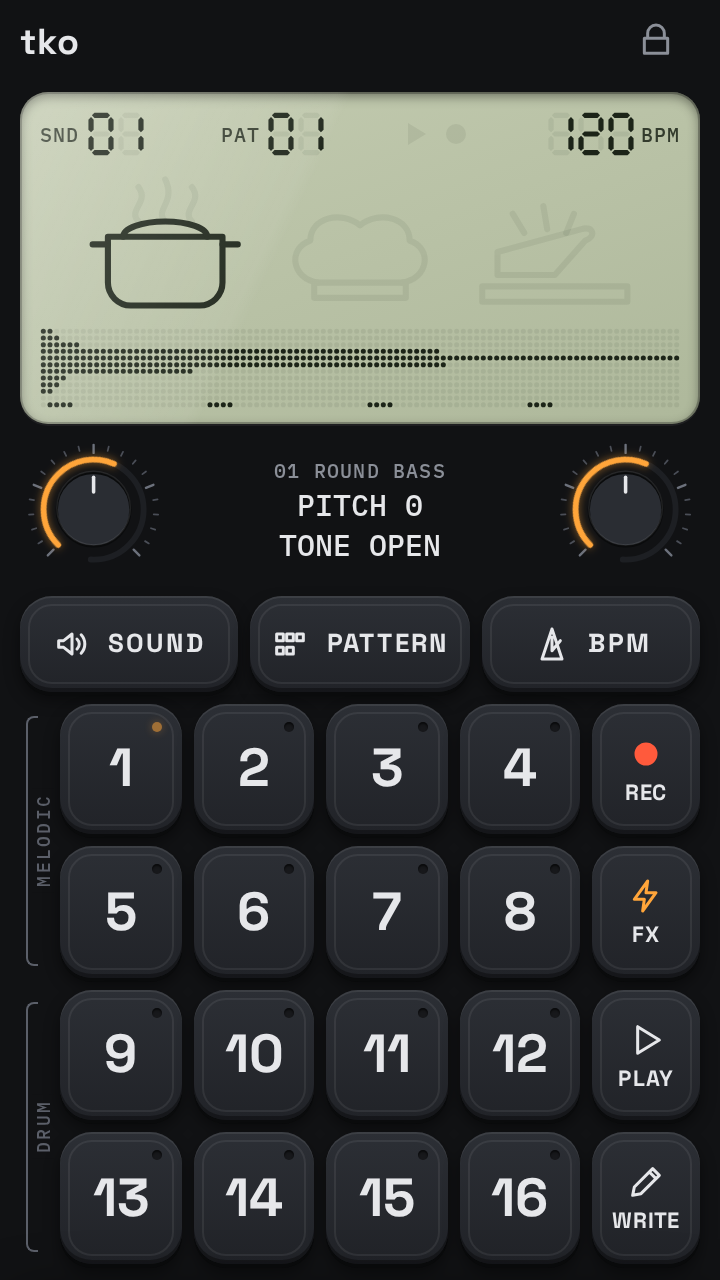 tko
SND 01 PAT 01 120 BPM
01 ROUND BASS
PITCH 0
TONE OPEN
SOUND PATTERN BPM
MELODIC
1 2 3 4 REC
5 6 7 8 FX
DRUM
9 10 11 12 PLAY
13 14 15 16 WRITE